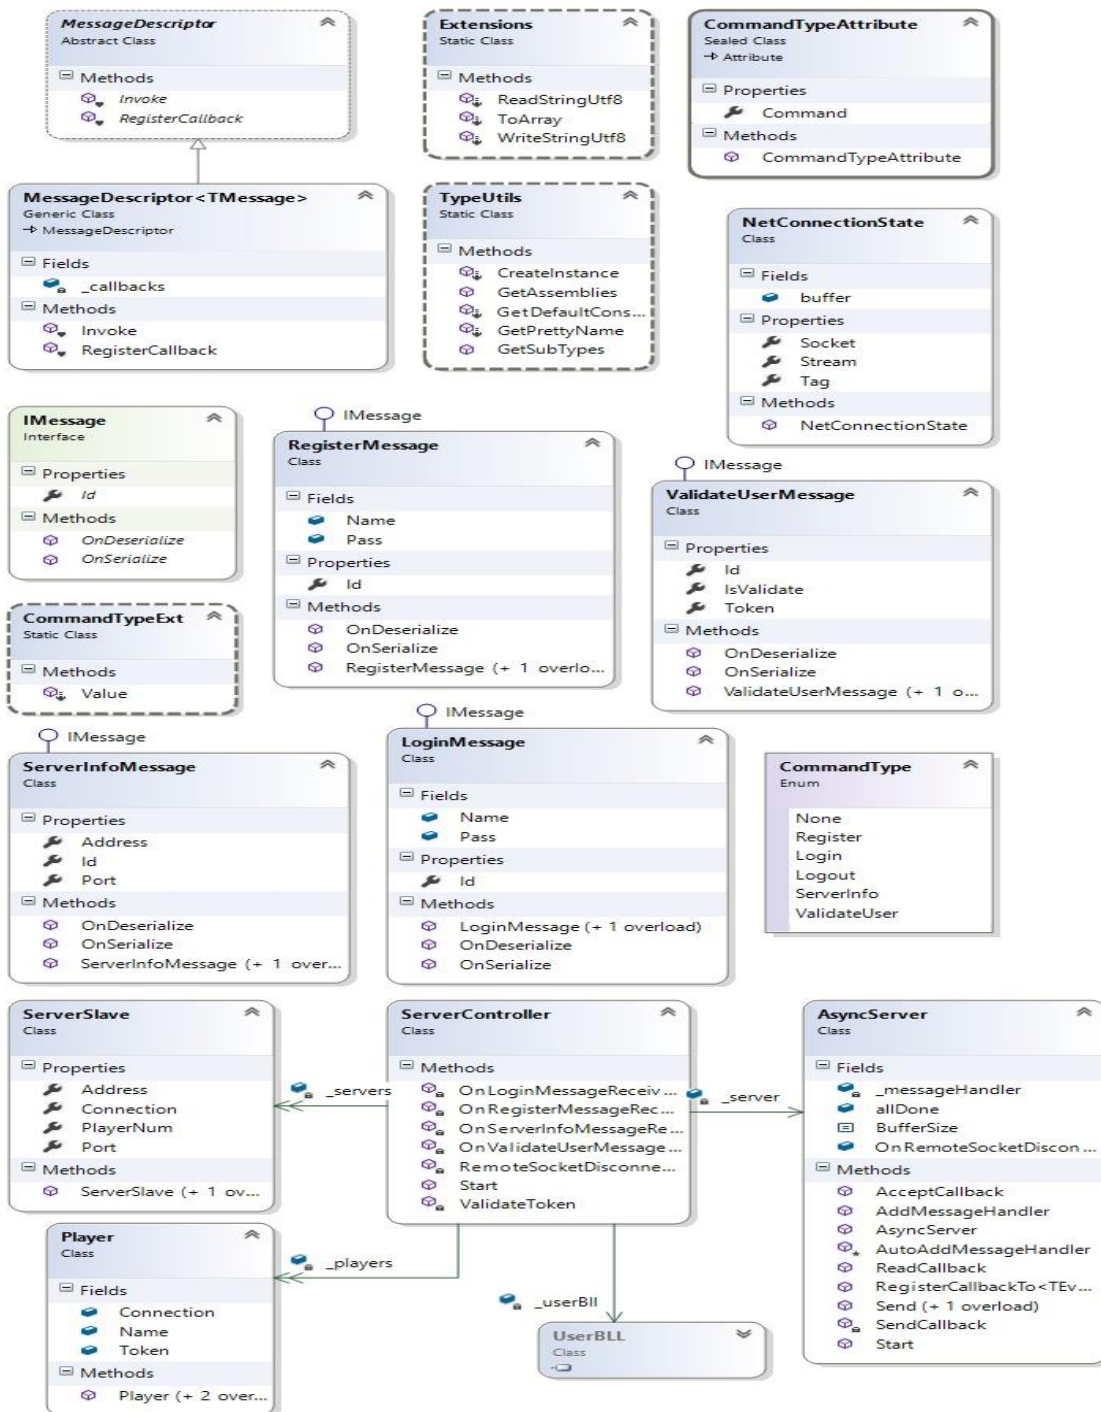 MessageDescriptor
Abstract Class
Methods
Invoke
RegisterCallback
Extensions
Static Class
Methods
ReadStringUtf8
ToArray
WriteStringUtf8
CommandTypeAttribute
Sealed Class
Attribute
Properties
Command
Methods
CommandTypeAttribute
MessageDescriptor<TMessage>
Generic Class
MessageDescriptor
Fields
_callbacks
Methods
Invoke
RegisterCallback
TypeUtils
Static Class
Methods
CreateInstance
GetAssemblies
GetDefaultCons...
GetPrettyName
GetSubTypes
NetConnectionState
Class
Fields
buffer
Properties
Socket
Stream
Tag
Methods
NetConnectionState
IMessage
Interface
Properties
Id
Methods
OnDeserialize
OnSerialize
IMessage
RegisterMessage
Class
Fields
Name
Pass
Properties
Id
Methods
OnDeserialize
OnSerialize
RegisterMessage (+ 1 overlo...
IMessage
ValidateUserMessage
Class
Properties
Id
IsValidate
Token
Methods
OnDeserialize
OnSerialize
ValidateUserMessage (+ 1 o...
CommandTypeExt
Static Class
Methods
Value
IMessage
ServerInfoMessage
Class
Properties
Address
Id
Port
Methods
OnDeserialize
OnSerialize
ServerInfoMessage (+ 1 over...
IMessage
LoginMessage
Class
Fields
Name
Pass
Properties
Id
Methods
LoginMessage (+ 1 overload)
OnDeserialize
OnSerialize
CommandType
Enum
None
Register
Login
Logout
ServerInfo
ValidateUser
ServerSlave
Class
Properties
Address
Connection
PlayerNum
Port
Methods
ServerSlave (+ 1 ov...
_servers
ServerController
Class
Methods
OnLoginMessageReceiv...
OnRegisterMessageRec...
OnServerInfoMessageRe...
OnValidateUserMessage...
RemoteSocketDisconne...
Start
ValidateToken
_server
AsyncServer
Class
Fields
_messageHandler
allDone
BufferSize
OnRemoteSocketDiscon...
Methods
AcceptCallback
AddMessageHandler
AsyncServer
AutoAddMessageHandler
ReadCallback
RegisterCallbackTo<TEv...
Send (+ 1 overload)
SendCallback
Start
Player
Class
Fields
Connection
Name
Token
Methods
Player (+ 2 over...
_players
_userBll
UserBLL
Class